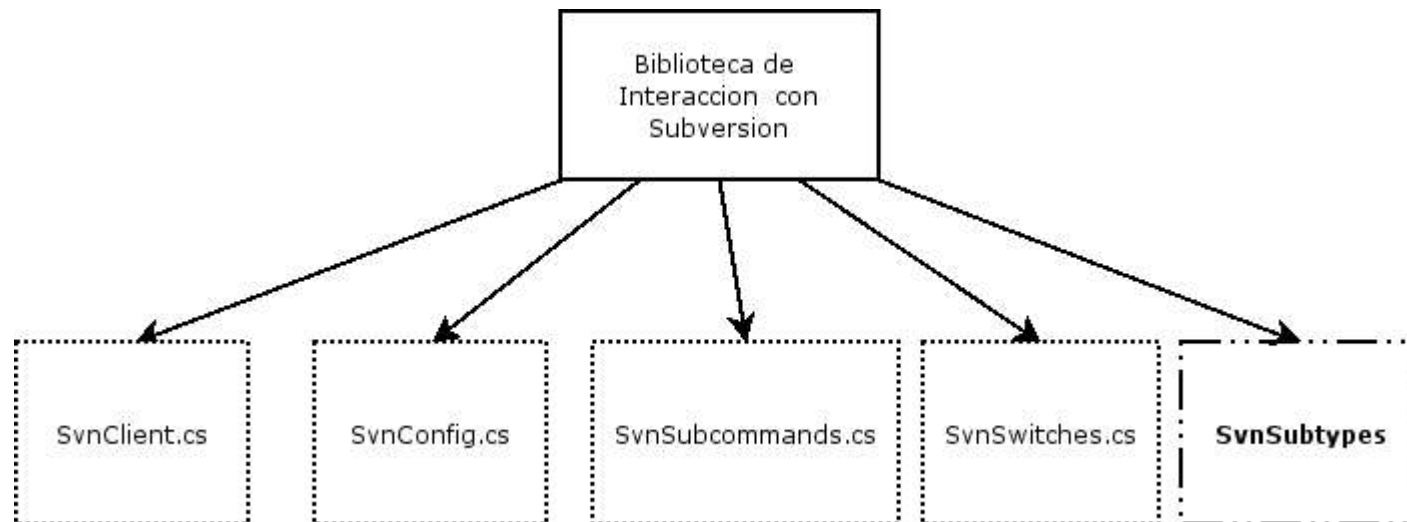 Biblioteca de
Interaccion con
Subversion
SvnClient.cs
SvnConfig.cs
SvnSubcommands.cs
SvnSwitches.cs
SvnSubtypes